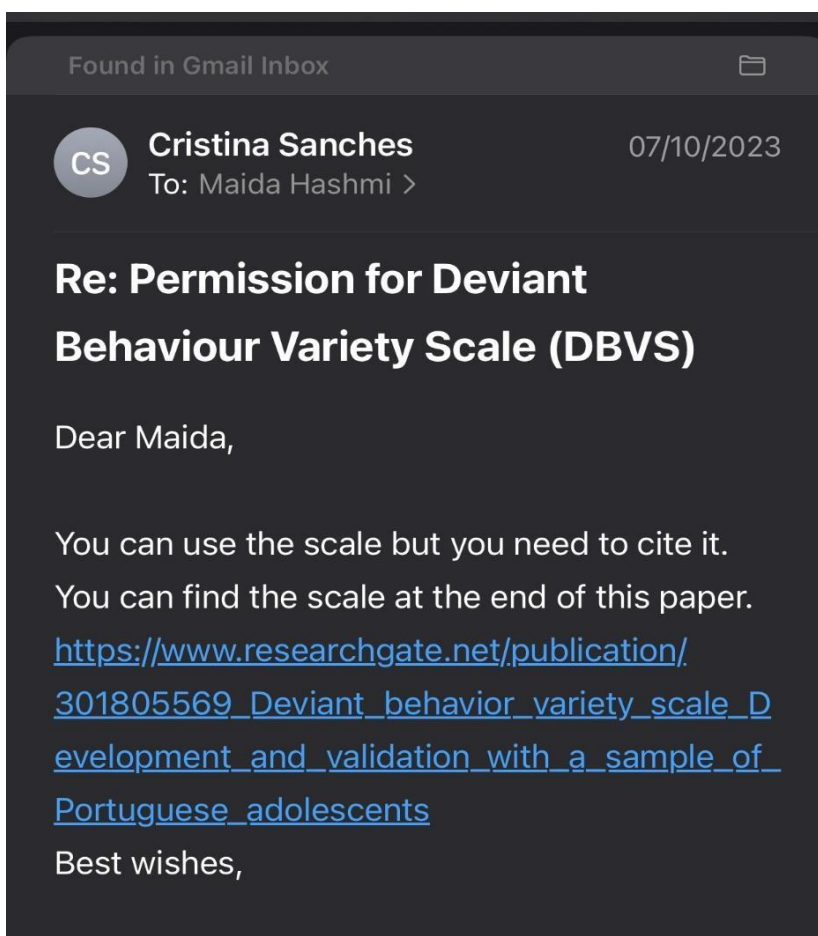 Found in Gmail Inbox
CS
Cristina Sanches
07/10/2023
To: Maida Hashmi >
Re: Permission for Deviant
Behaviour Variety Scale (DBVS)
Dear Maida,
You can use the scale but you need to cite it.
You can find the scale at the end of this paper.
https://www.researchgate.net/publication/
301805569_Deviant_behavior_variety_scale_D
evelopment_and_validation_with_a_sample_of_
Portuguese_adolescents
Best wishes,